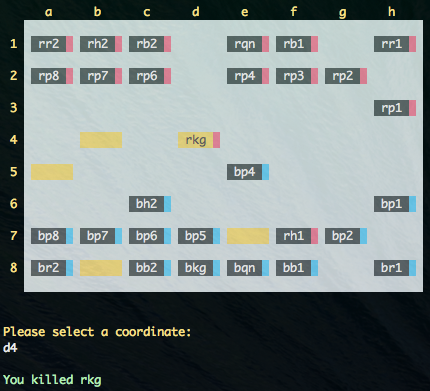 a b c d e f g h
1 rr2 rh2 rb2 rqn rb1 rr1
2 rp8 rp7 rp6 rp4 rp3 rp2
3 rp1
4 rkg
5 bp4
6 bh2 bp1
7 bp8 bp7 bp6 bp5 rh1 bp2
8 br2 bb2 bkg bqn bb1 br1
Please select a coordinate:
d4
You killed rkg